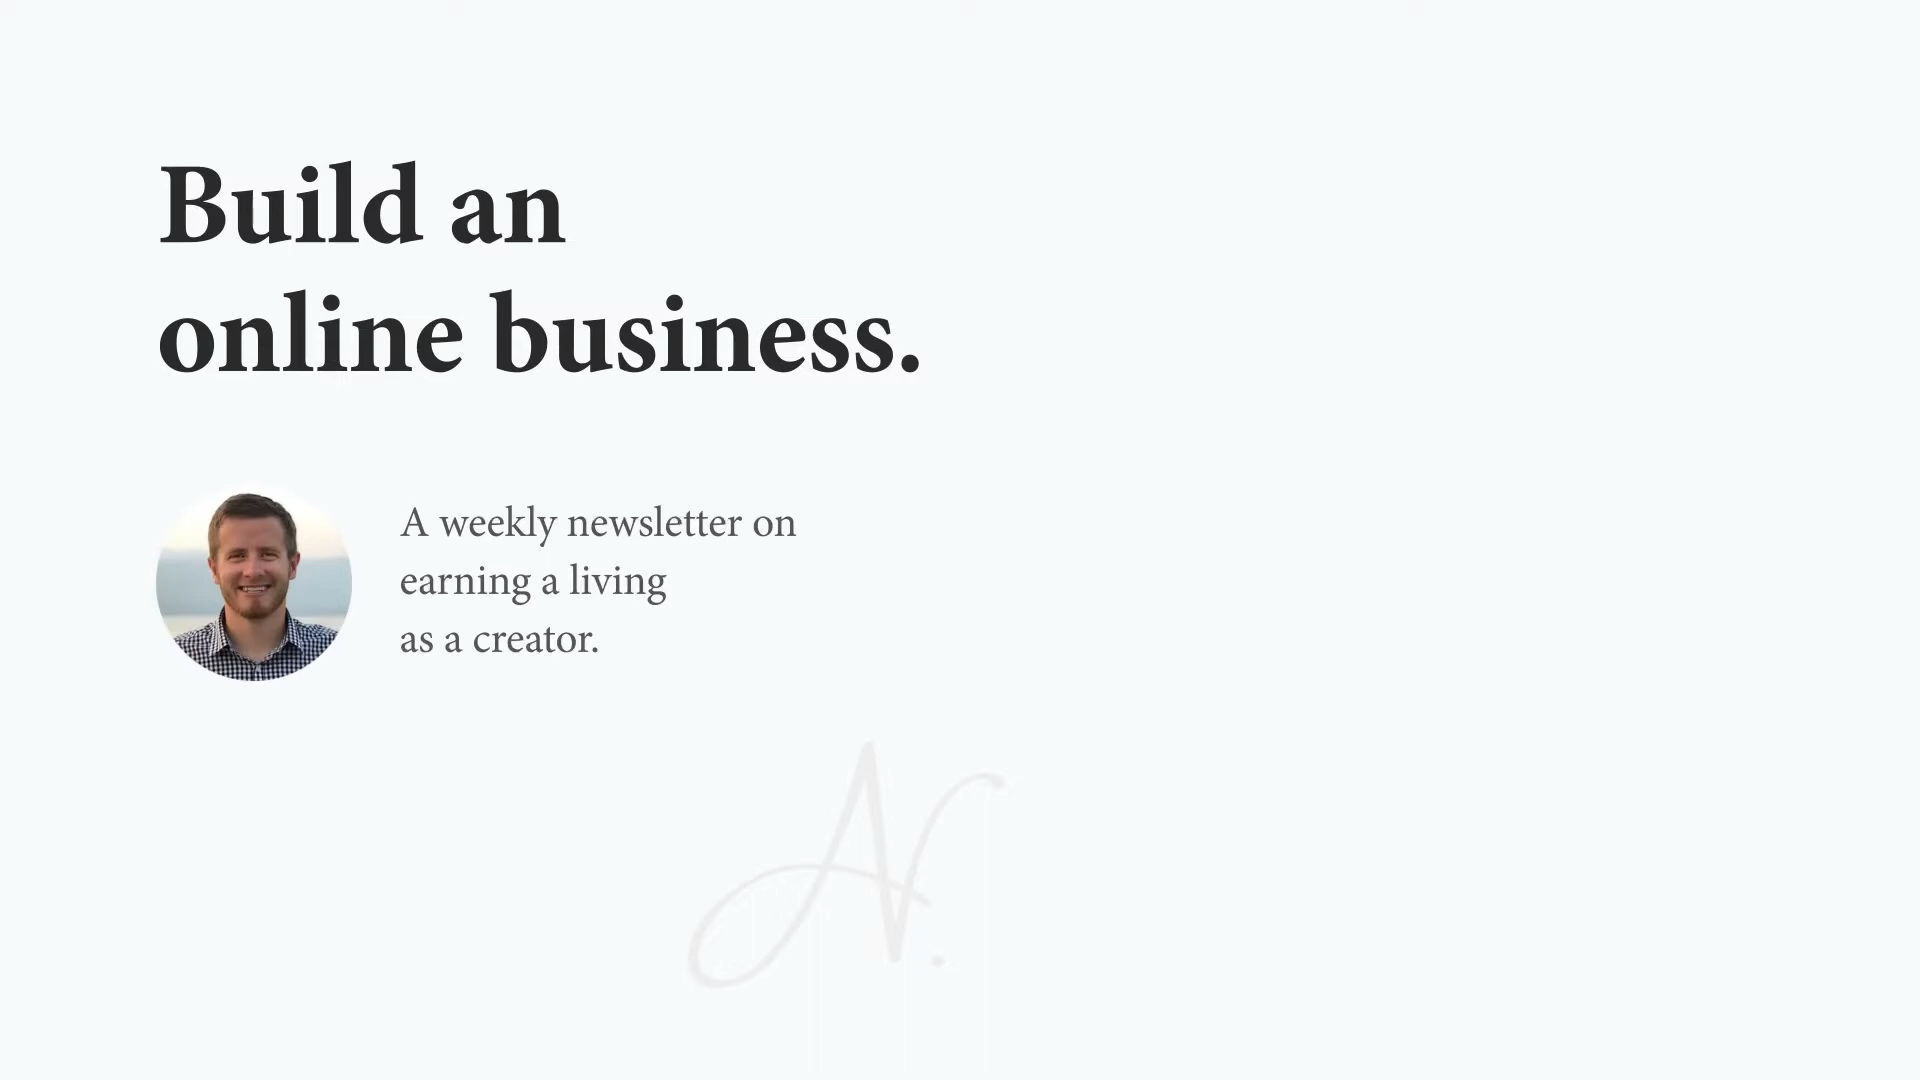 Build an
online business.
A weekly newsletter on
earning a living
as a creator.
N.